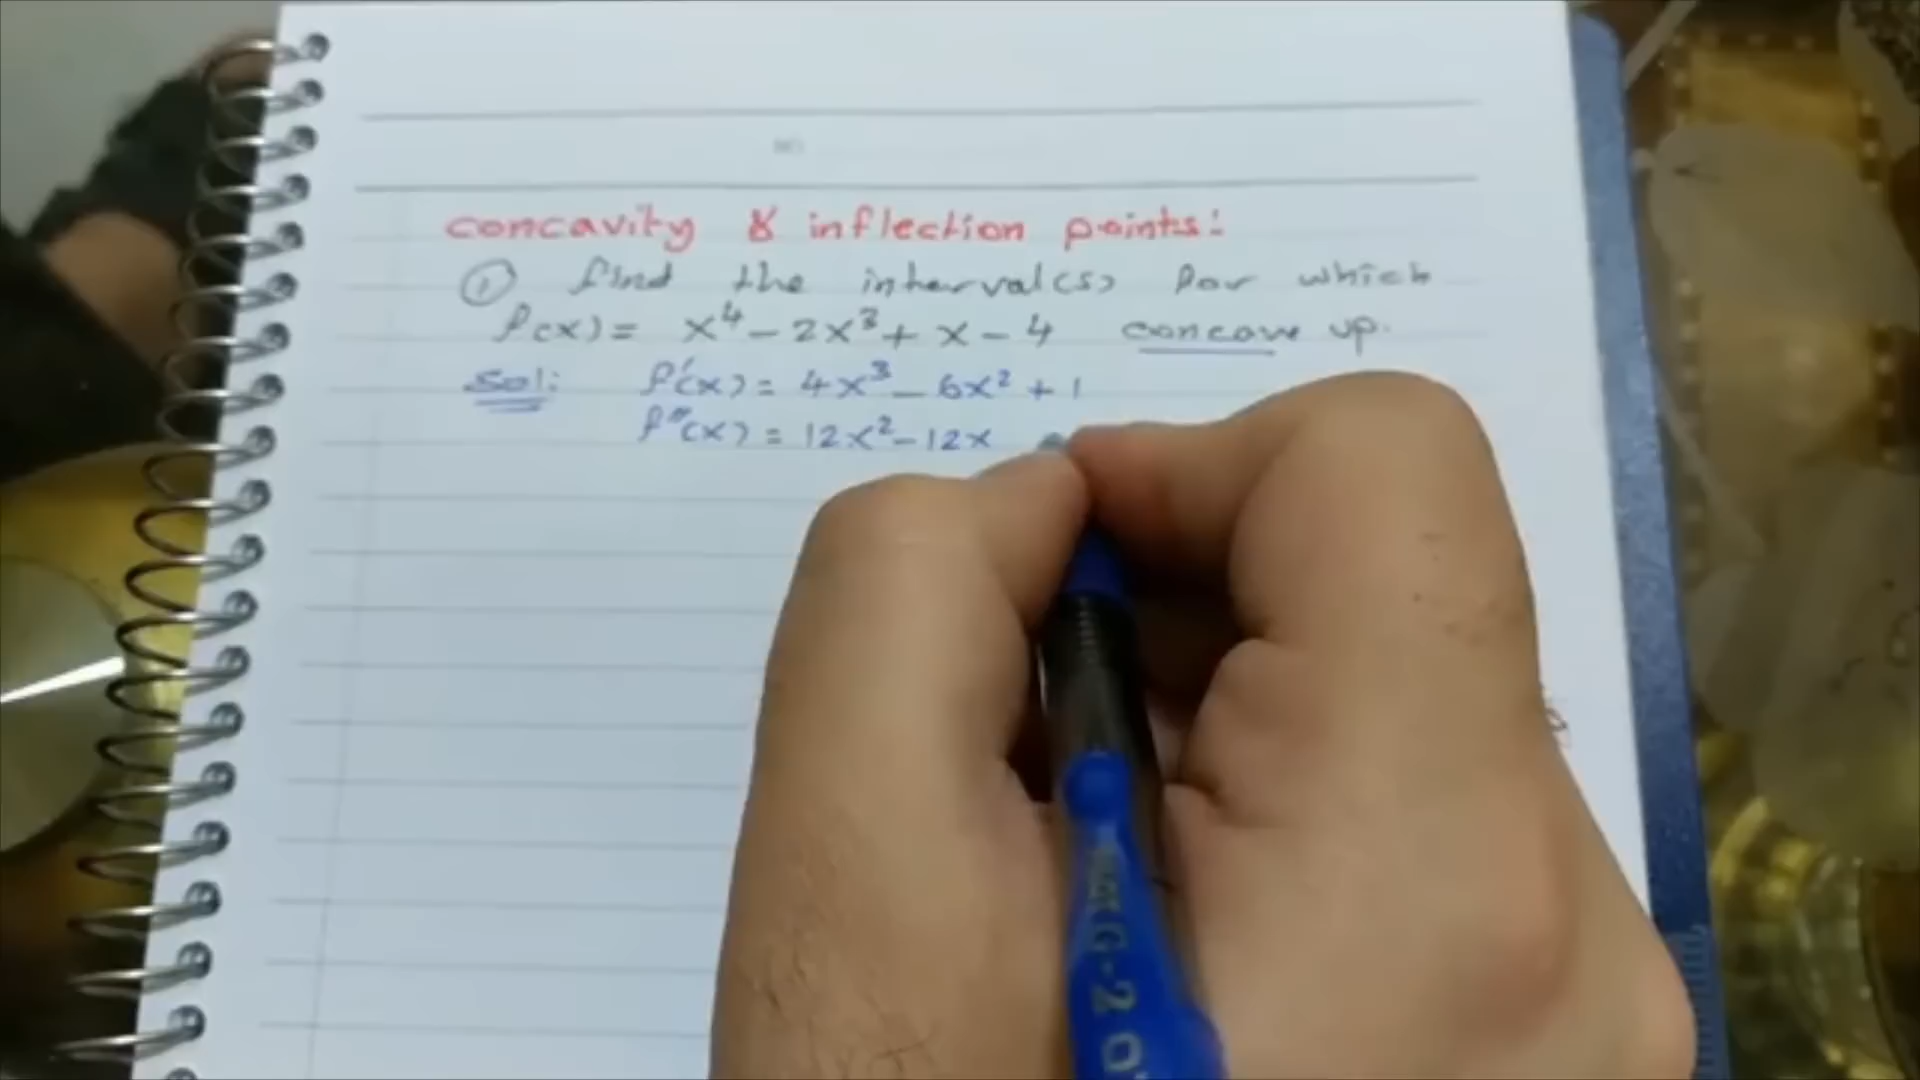 concavity & inflection points:
① find the interval(s) for which
f(x) = x⁴ - 2x³ + x - 4 concave up.
Sol: f'(x) = 4x³ - 6x² + 1
f''(x) = 12x² - 12x
G-2